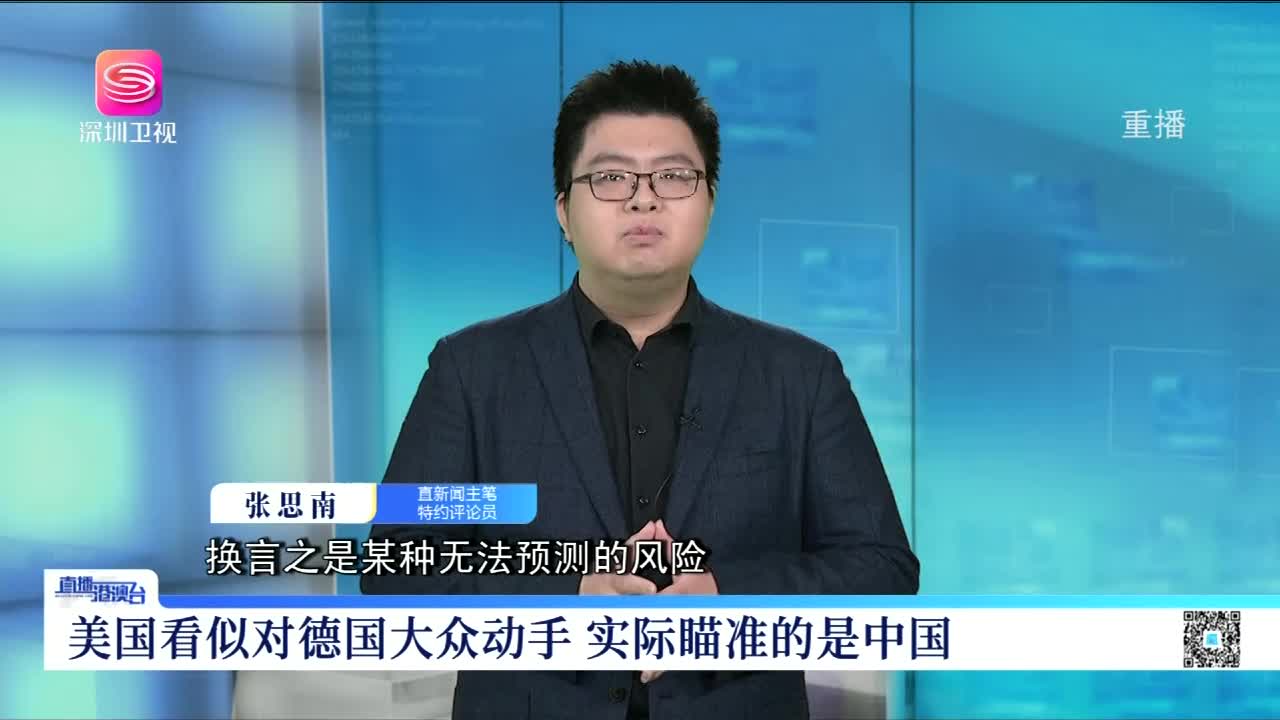 深圳卫视
重播
张思南
直新闻主笔
特约评论员
换言之是某种无法预测的风险
直播港澳台
美国看似对德国大众动手 实际瞄准的是中国